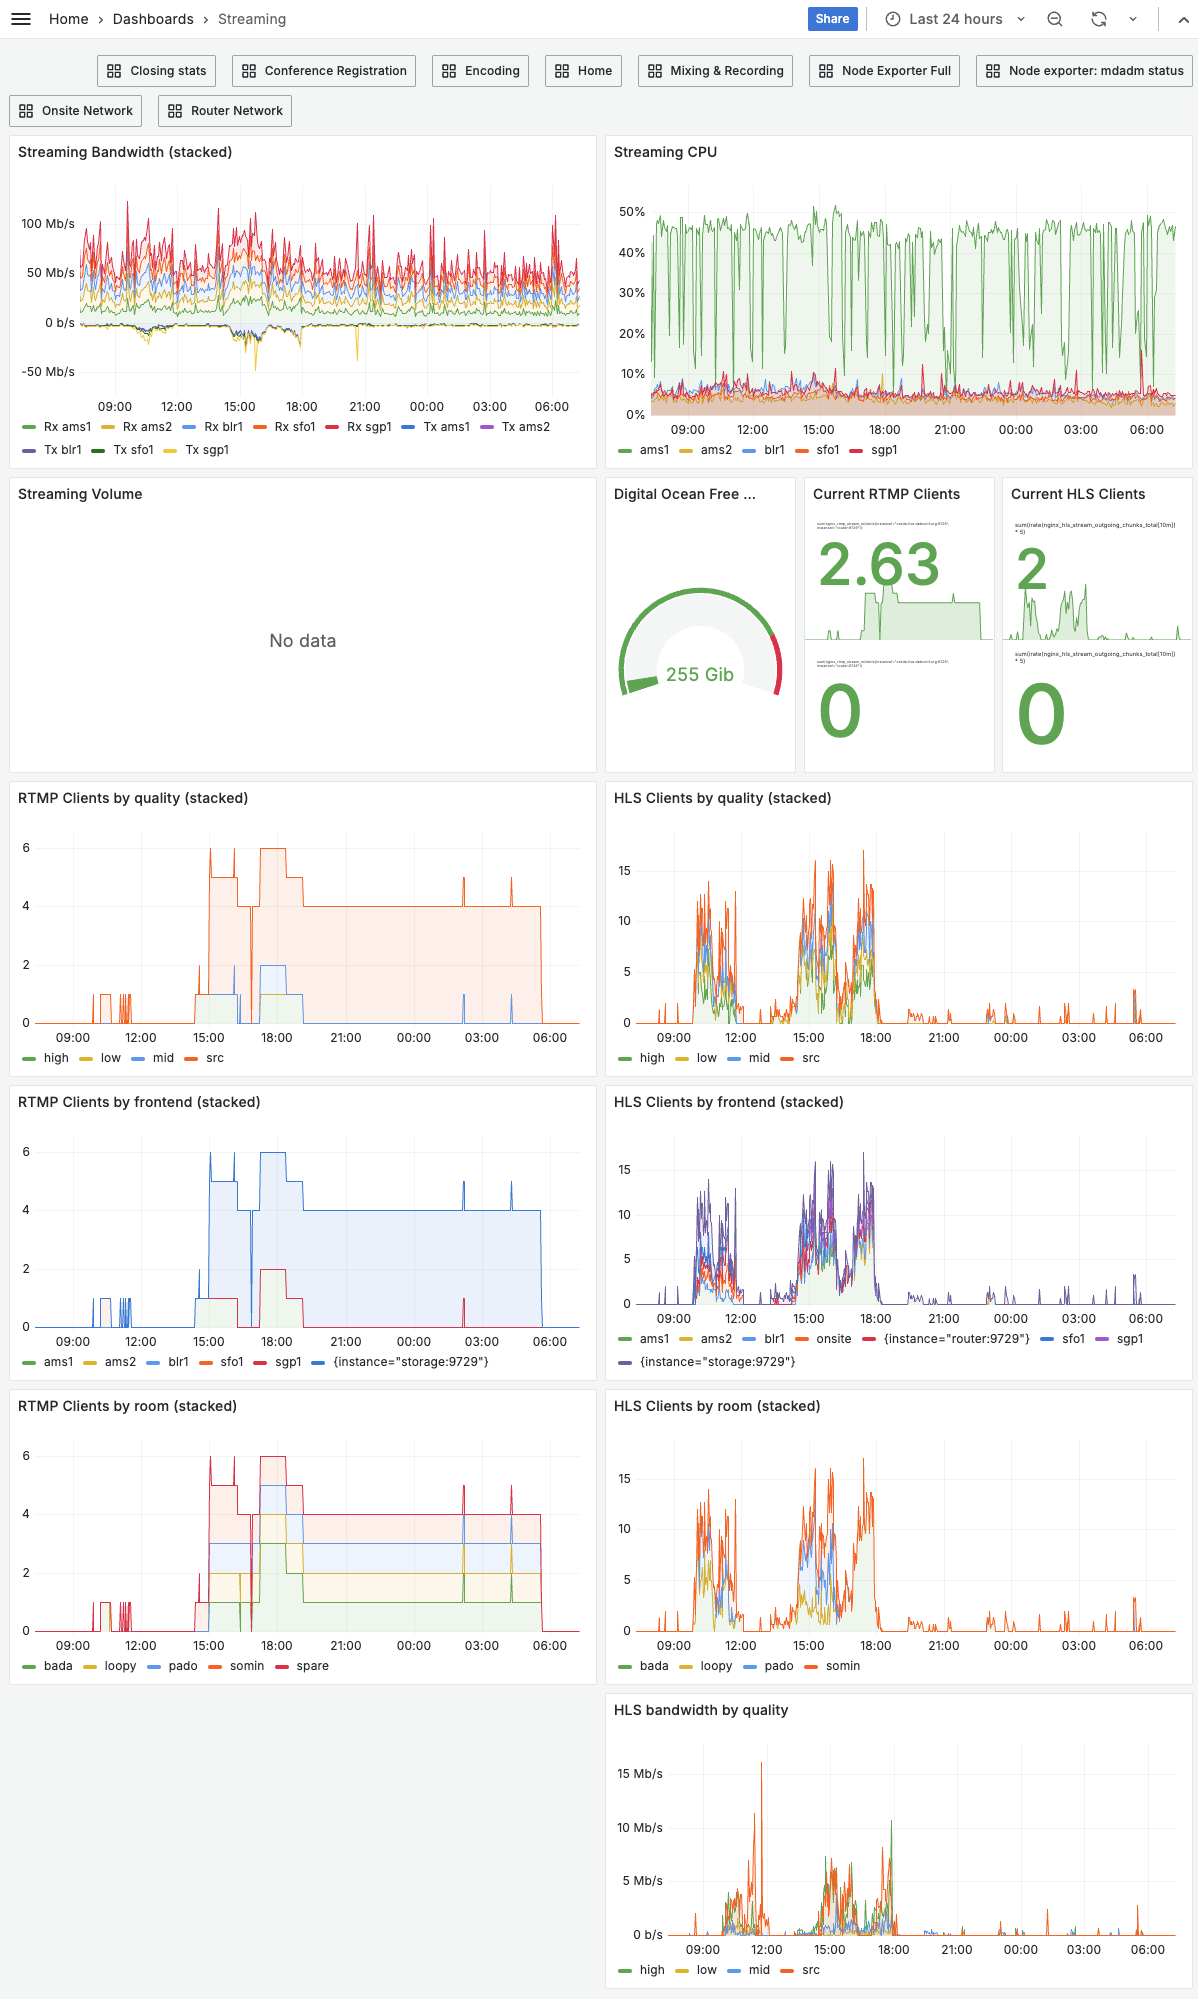 Home › Dashboards › Streaming
Share
Last 24 hours
Closing stats
Conference Registration
Encoding
Home
Mixing & Recording
Node Exporter Full
Node exporter: mdadm status
Onsite Network
Router Network
Streaming Bandwidth (stacked)
100 Mb/s
50 Mb/s
0 b/s
-50 Mb/s
09:00 12:00 15:00 18:00 21:00 00:00 03:00 06:00
Rx ams1 Rx ams2 Rx blr1 Rx sfo1 Rx sgp1 Tx ams1 Tx ams2
Tx blr1 Tx sfo1 Tx sgp1
Streaming CPU
50%
40%
30%
20%
10%
0%
09:00 12:00 15:00 18:00 21:00 00:00 03:00 06:00
ams1 ams2 blr1 sfo1 sgp1
Streaming Volume
No data
Digital Ocean Free ...
255 Gib
Current RTMP Clients
2.63
0
Current HLS Clients
sum(irate(nginx_hls_stream_outgoing_chunks_total[10m])
* 5)
2
sum(irate(nginx_hls_stream_outgoing_chunks_total[10m])
* 5)
0
RTMP Clients by quality (stacked)
6
4
2
0
09:00 12:00 15:00 18:00 21:00 00:00 03:00 06:00
high low mid src
HLS Clients by quality (stacked)
15
10
5
0
09:00 12:00 15:00 18:00 21:00 00:00 03:00 06:00
high low mid src
RTMP Clients by frontend (stacked)
6
4
2
0
09:00 12:00 15:00 18:00 21:00 00:00 03:00 06:00
ams1 ams2 blr1 sfo1 sgp1 {instance="storage:9729"}
HLS Clients by frontend (stacked)
15
10
5
0
09:00 12:00 15:00 18:00 21:00 00:00 03:00 06:00
ams1 ams2 blr1 onsite {instance="router:9729"} sfo1 sgp1
{instance="storage:9729"}
RTMP Clients by room (stacked)
6
4
2
0
09:00 12:00 15:00 18:00 21:00 00:00 03:00 06:00
bada loopy pado somin spare
HLS Clients by room (stacked)
15
10
5
0
09:00 12:00 15:00 18:00 21:00 00:00 03:00 06:00
bada loopy pado somin
HLS bandwidth by quality
15 Mb/s
10 Mb/s
5 Mb/s
0 b/s
09:00 12:00 15:00 18:00 21:00 00:00 03:00 06:00
high low mid src